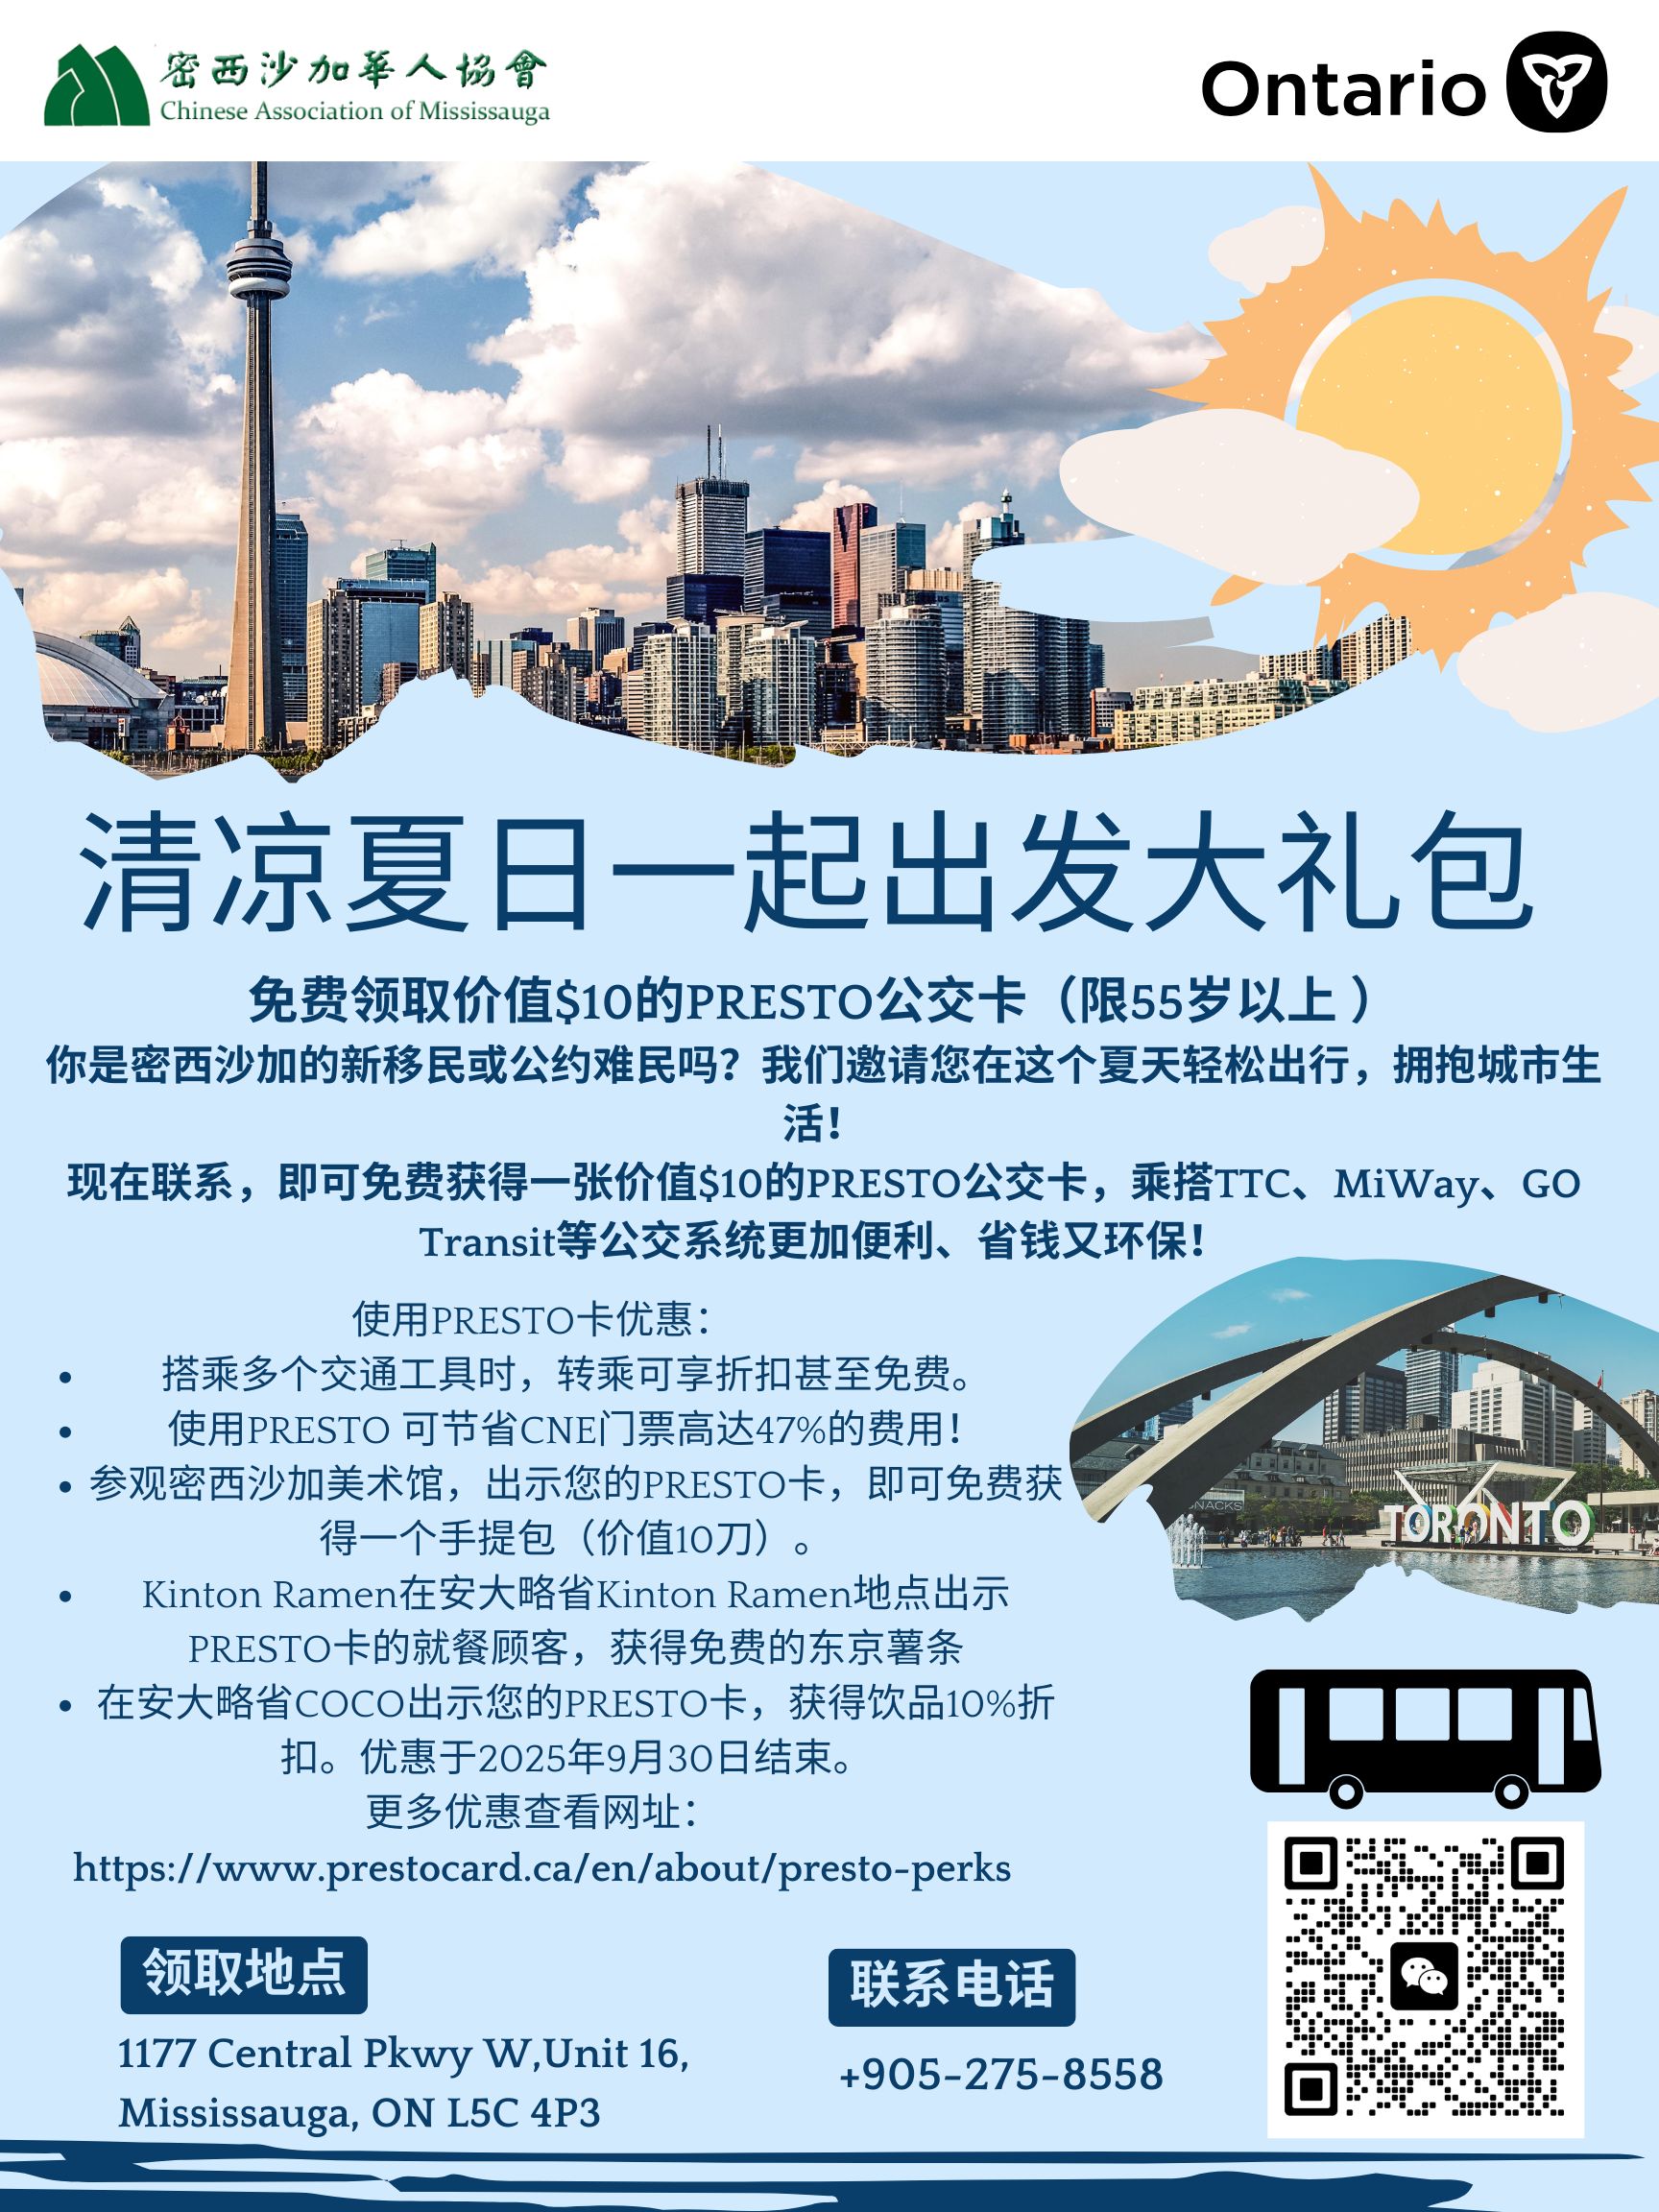 密西沙加華人協會
Chinese Association of Mississauga
Ontario
ROGERS CENTRE
清凉夏日一起出发大礼包
免费领取价值$10的PRESTO公交卡（限55岁以上 ）
你是密西沙加的新移民或公约难民吗？我们邀请您在这个夏天轻松出行，拥抱城市生
活！
现在联系，即可免费获得一张价值$10的PRESTO公交卡，乘搭TTC、MiWay、GO
Transit等公交系统更加便利、省钱又环保！
使用PRESTO卡优惠：
• 搭乘多个交通工具时，转乘可享折扣甚至免费。
• 使用PRESTO 可节省CNE门票高达47%的费用！
• 参观密西沙加美术馆，出示您的PRESTO卡，即可免费获
得一个手提包（价值10刀）。
• Kinton Ramen在安大略省Kinton Ramen地点出示
PRESTO卡的就餐顾客，获得免费的东京薯条
• 在安大略省COCO出示您的PRESTO卡，获得饮品10%折
扣。优惠于2025年9月30日结束。
更多优惠查看网址：
https://www.prestocard.ca/en/about/presto-perks
SNACKS
TORONTO
领取地点
1177 Central Pkwy W,Unit 16,
Mississauga, ON L5C 4P3
联系电话
+905-275-8558